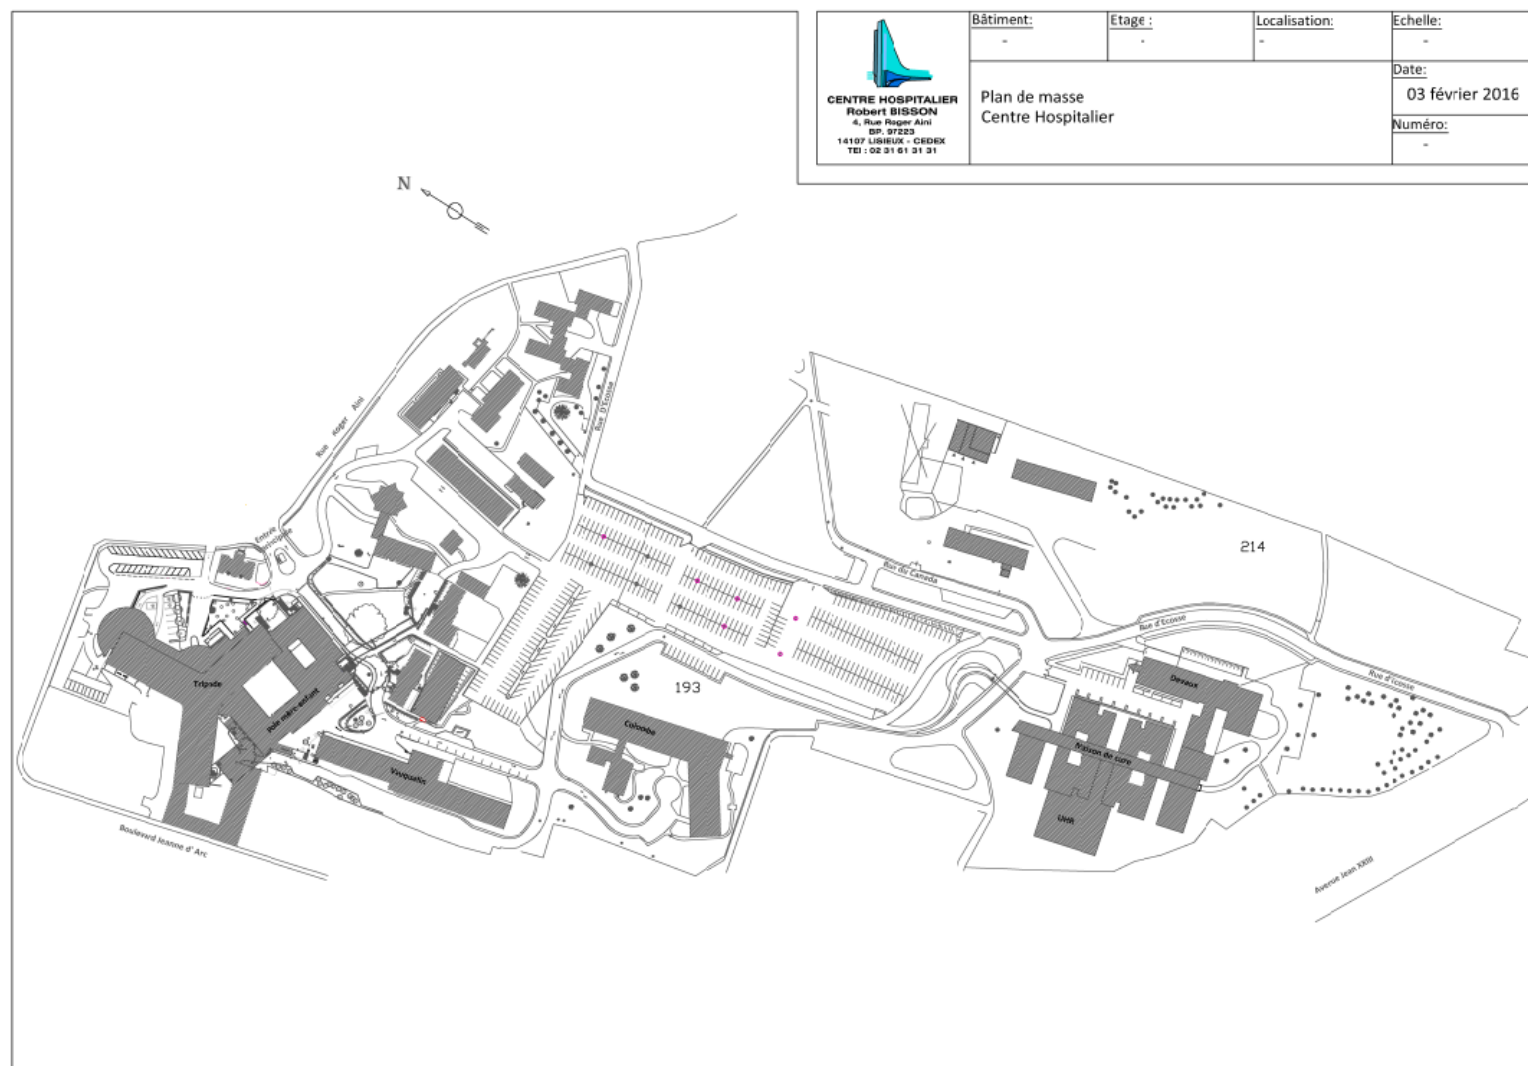 Bâtiment:
-
Etage :
-
Localisation:
-
Echelle:
-
CENTRE HOSPITALIER
Robert BISSON
4, Rue Roger Aini
BP. 97223
14107 LISIEUX - CEDEX
TEl : 02 31 61 31 31
Plan de masse
Centre Hospitalier
Date:
03 février 2016
Numéro:
-
N
Rue Roger Aini
Rue D'Ecosse
Entrée
principale
214
Rue du Canada
Rue d'Ecosse
Rue d'Ecosse
193
Tripode
Pole mère-enfant
Colombe
Devaux
Maison de cure
Vauquelin
UHR
Boulevard Jeanne d' Arc
Avenue Jean XXIII